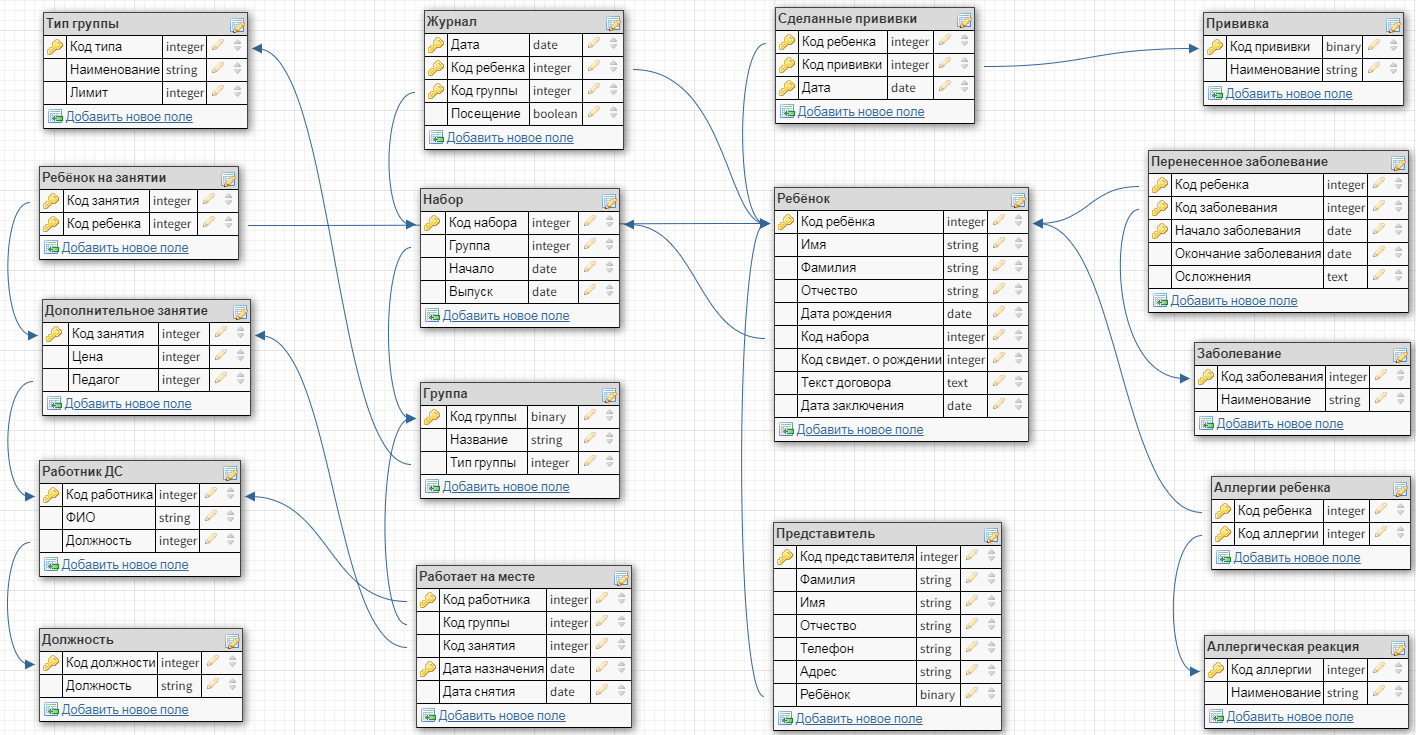 Тип группы
Код типа integer
Наименование string
Лимит integer
Добавить новое поле
Ребёнок на занятии
Код занятия integer
Код ребенка integer
Добавить новое поле
Дополнительное занятие
Код занятия integer
Цена integer
Педагог integer
Добавить новое поле
Работник ДС
Код работника integer
ФИО string
Должность integer
Добавить новое поле
Должность
Код должности integer
Должность string
Добавить новое поле
Журнал
Дата date
Код ребенка integer
Код группы integer
Посещение boolean
Добавить новое поле
Набор
Код набора integer
Группа integer
Начало date
Выпуск date
Добавить новое поле
Группа
Код группы binary
Название string
Тип группы integer
Добавить новое поле
Работает на месте
Код работника integer
Код группы integer
Код занятия integer
Дата назначения date
Дата снятия date
Добавить новое поле
Сделанные прививки
Код ребенка integer
Код прививки integer
Дата date
Добавить новое поле
Ребёнок
Код ребёнка integer
Имя string
Фамилия string
Отчество string
Дата рождения date
Код набора integer
Код свидет. о рождении integer
Текст договора text
Дата заключения date
Добавить новое поле
Представитель
Код представителя integer
Фамилия string
Имя string
Отчество string
Телефон string
Адрес string
Ребёнок binary
Добавить новое поле
Прививка
Код прививки binary
Наименование string
Добавить новое поле
Перенесенное заболевание
Код ребенка integer
Код заболевания integer
Начало заболевания date
Окончание заболевания date
Осложнения text
Добавить новое поле
Заболевание
Код заболевания integer
Наименование string
Добавить новое поле
Аллергии ребенка
Код ребенка integer
Код аллергии integer
Добавить новое поле
Аллергическая реакция
Код аллергии integer
Наименование string
Добавить новое поле